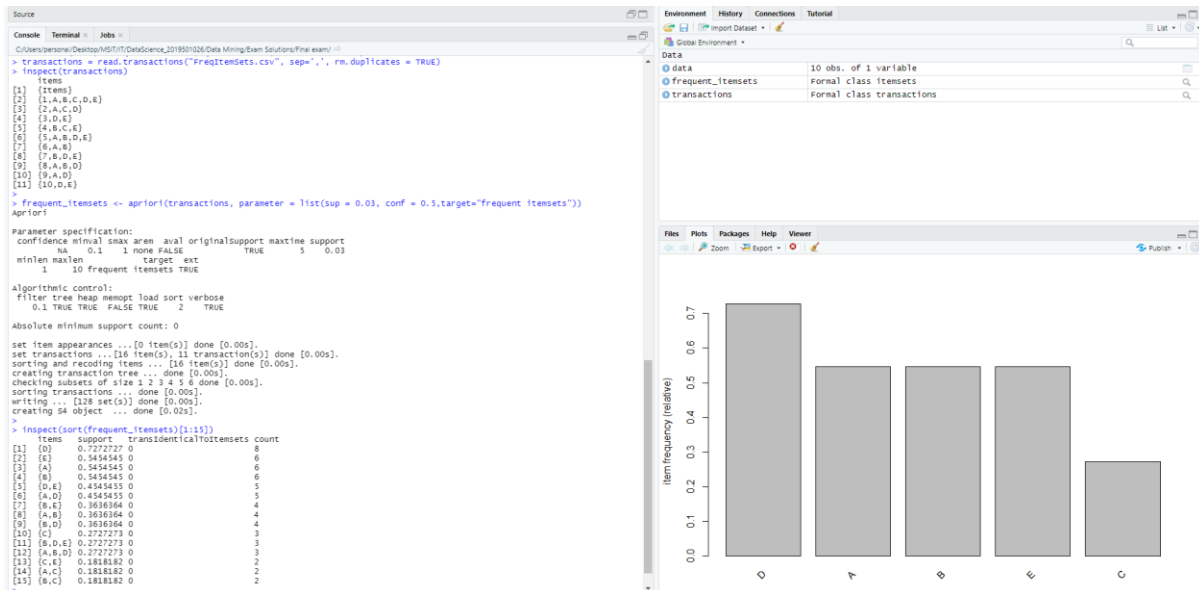 Source
Console Terminal × Jobs ×
C:/Users/personal/Desktop/MSIT/IT/DataScience_2019501026/Data Mining/Exam Solutions/Final exam/
> transactions = read.transactions("FreqItemSets.csv", sep=',', rm.duplicates = TRUE)
> inspect(transactions)
items
[1] {Items}
[2] {1,A,B,C,D,E}
[3] {2,A,C,D}
[4] {3,D,E}
[5] {4,B,C,E}
[6] {5,A,B,D,E}
[7] {6,A,B}
[8] {7,B,D,E}
[9] {8,A,B,D}
[10] {9,A,D}
[11] {10,D,E}
>
> frequent_itemsets <- apriori(transactions, parameter = list(sup = 0.03, conf = 0.5,target="frequent itemsets"))
Apriori
Parameter specification:
confidence minval smax arem aval originalSupport maxtime support
NA 0.1 1 none FALSE TRUE 5 0.03
minlen maxlen target ext
1 10 frequent itemsets TRUE
Algorithmic control:
filter tree heap memopt load sort verbose
0.1 TRUE TRUE FALSE TRUE 2 TRUE
Absolute minimum support count: 0
set item appearances ...[0 item(s)] done [0.00s].
set transactions ...[16 item(s), 11 transaction(s)] done [0.00s].
sorting and recoding items ... [16 item(s)] done [0.00s].
creating transaction tree ... done [0.00s].
checking subsets of size 1 2 3 4 5 6 done [0.00s].
sorting transactions ... done [0.00s].
writing ... [128 set(s)] done [0.00s].
creating S4 object ... done [0.02s].
>
> inspect(sort(frequent_itemsets)[1:15])
items support transIdenticalToItemsets count
[1] {D} 0.7272727 0 8
[2] {E} 0.5454545 0 6
[3] {A} 0.5454545 0 6
[4] {B} 0.5454545 0 6
[5] {D,E} 0.4545455 0 5
[6] {A,D} 0.4545455 0 5
[7] {B,E} 0.3636364 0 4
[8] {A,B} 0.3636364 0 4
[9] {B,D} 0.3636364 0 4
[10] {C} 0.2727273 0 3
[11] {B,D,E} 0.2727273 0 3
[12] {A,B,D} 0.2727273 0 3
[13] {C,E} 0.1818182 0 2
[14] {A,C} 0.1818182 0 2
[15] {B,C} 0.1818182 0 2
Environment History Connections Tutorial
Import Dataset List
Global Environment
Data
data 10 obs. of 1 variable
frequent_itemsets Formal class itemsets
transactions Formal class transactions
Files Plots Packages Help Viewer
Zoom Export Publish
item frequency (relative)
0.7
0.6
0.5
0.4
0.3
0.2
0.1
0.0
D A B E C